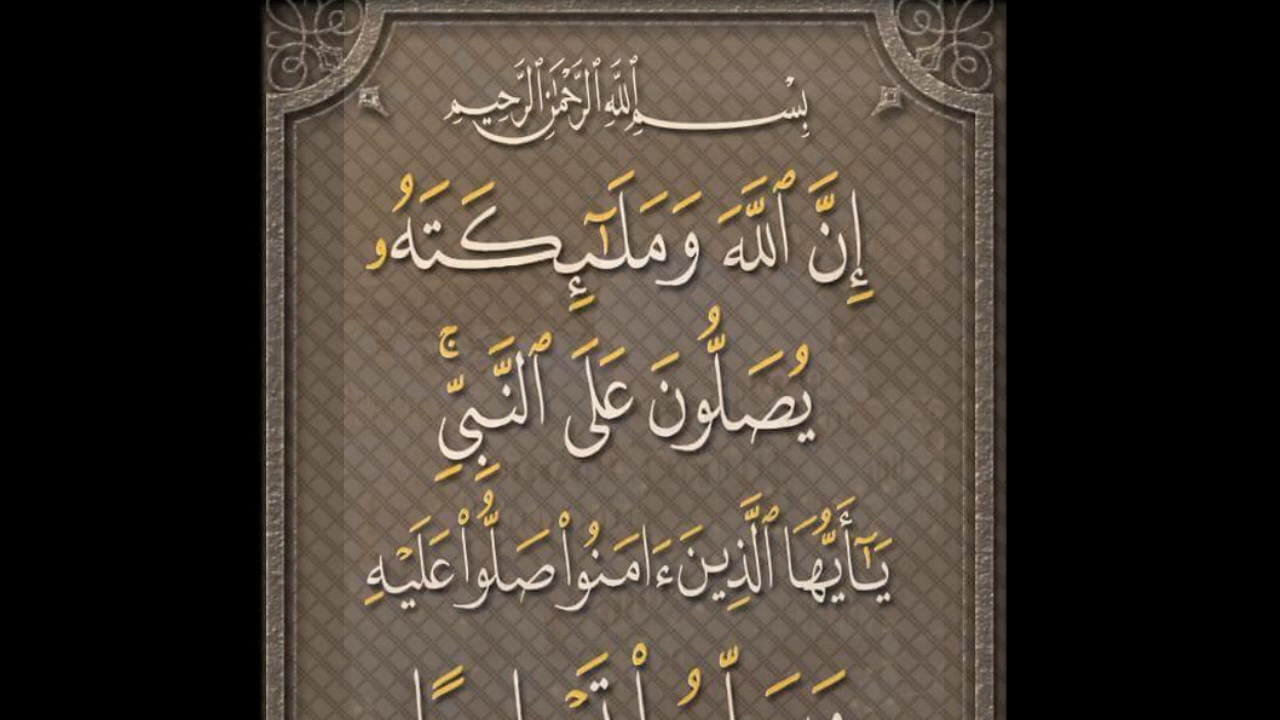 بِسْمِ ٱللَّهِ ٱلرَّحْمَٰنِ ٱلرَّحِيمِ
إِنَّ ٱللَّهَ وَمَلَـٰٓئِكَتَهُۥ
يُصَلُّونَ عَلَى ٱلنَّبِىِّۚ
يَـٰٓأَيُّهَا ٱلَّذِينَ ءَامَنُوا۟ صَلُّوا۟ عَلَيْهِ